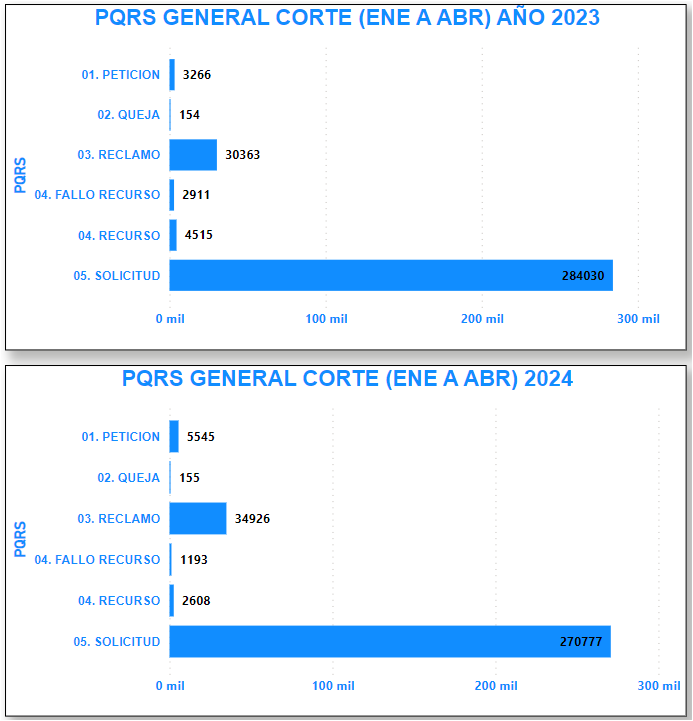 PQRS GENERAL CORTE (ENE A ABR) AÑO 2023
PQRS
01. PETICION 3266
02. QUEJA 154
03. RECLAMO 30363
04. FALLO RECURSO 2911
04. RECURSO 4515
05. SOLICITUD 284030
0 mil 100 mil 200 mil 300 mil
PQRS GENERAL CORTE (ENE A ABR) 2024
PQRS
01. PETICION 5545
02. QUEJA 155
03. RECLAMO 34926
04. FALLO RECURSO 1193
04. RECURSO 2608
05. SOLICITUD 270777
0 mil 100 mil 200 mil 300 mil